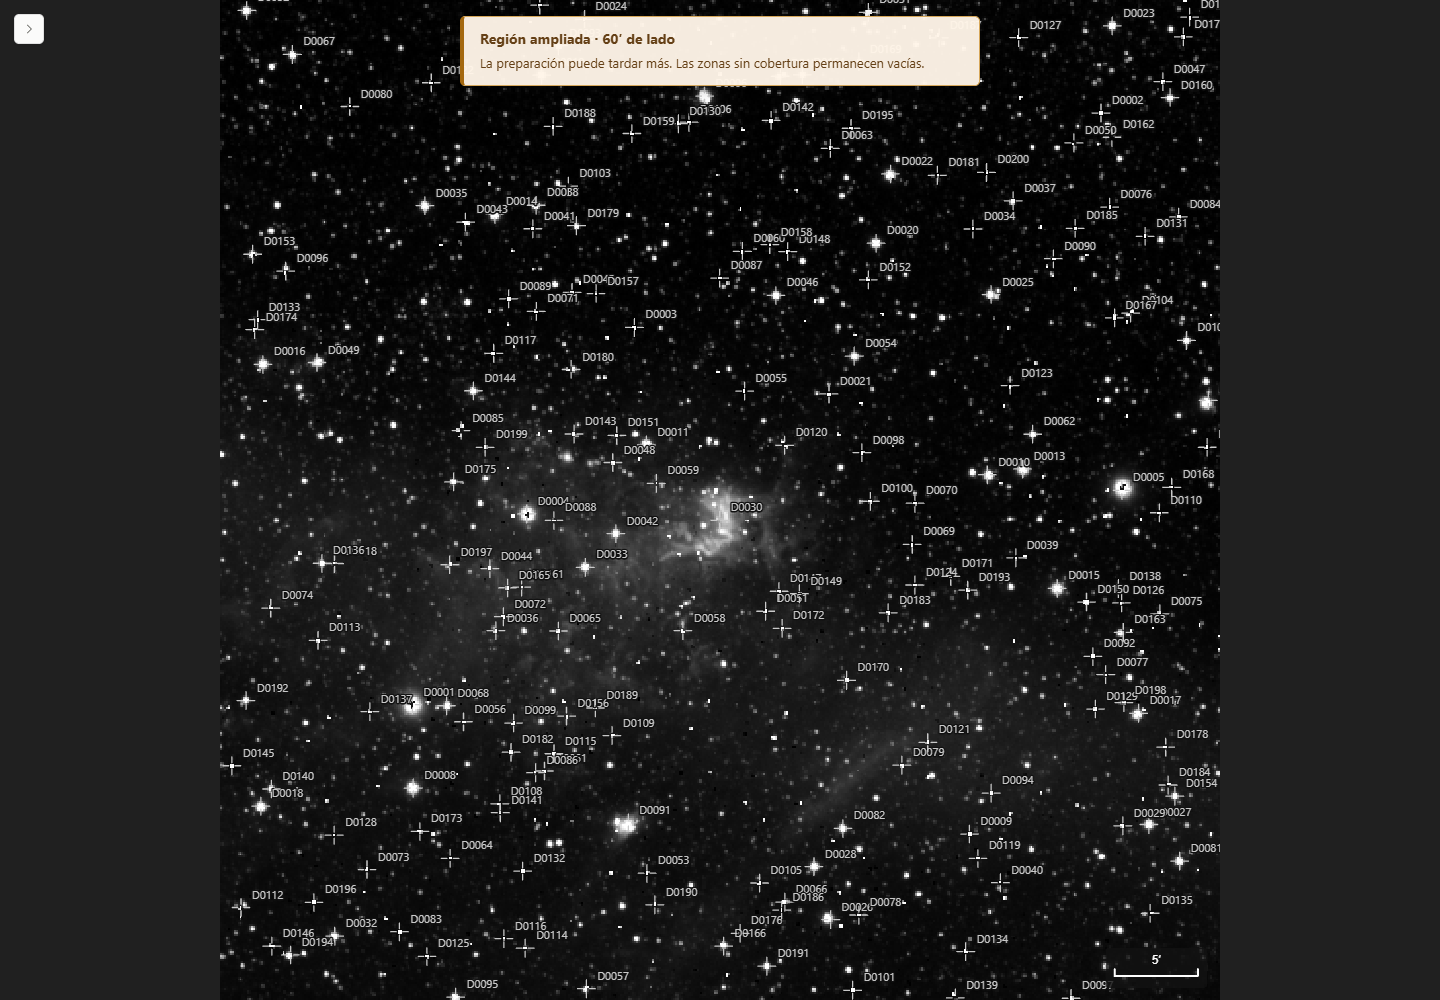 D0024
D0127
D0023
D0067
Región ampliada · 60′ de lado
La preparación puede tardar más. Las zonas sin cobertura permanecen vacías.
D0047
D0160
D0080
D0002
D0142
D0188
D0159
D0130
D0195
D0063
D0050
D0162
D0022
D0181
D0200
D0103
D0037
D0035
D0043
D0014
D0041
D0179
D0034
D0185
D0076
D0084
D0131
D0153
D0096
D0158
D0148
D0020
D0090
D0087
D0152
D0046
D0025
D0089
D0157
D0071
D0133
D0174
D0003
D0167
D0016
D0049
D0117
D0180
D0054
D0144
D0055
D0021
D0123
D0085
D0199
D0143
D0151
D0011
D0048
D0120
D0098
D0062
D0010
D0013
D0175
D0059
D0005
D0168
D0004
D0088
D0030
D0100
D0070
D0110
D0042
D0069
D0039
D0136
D0197
D0044
D0033
D0165
D0124
D0171
D0193
D0015
D0138
D0150
D0126
D0075
D0074
D0072
D0036
D0065
D0058
D0149
D0051
D0172
D0183
D0163
D0113
D0092
D0077
D0170
D0192
D0137
D0001
D0068
D0056
D0099
D0156
D0189
D0109
D0129
D0198
D0017
D0121
D0079
D0178
D0145
D0182
D0115
D0086
D0140
D0018
D0008
D0094
D0184
D0154
D0108
D0141
D0091
D0082
D0009
D0029
D0128
D0173
D0064
D0132
D0028
D0119
D0081
D0073
D0053
D0105
D0040
D0112
D0196
D0190
D0066
D0186
D0078
D0135
D0032
D0083
D0146
D0194
D0125
D0116
D0114
D0176
D0166
D0134
D0191
5′
D0095
D0057
D0101
D0139